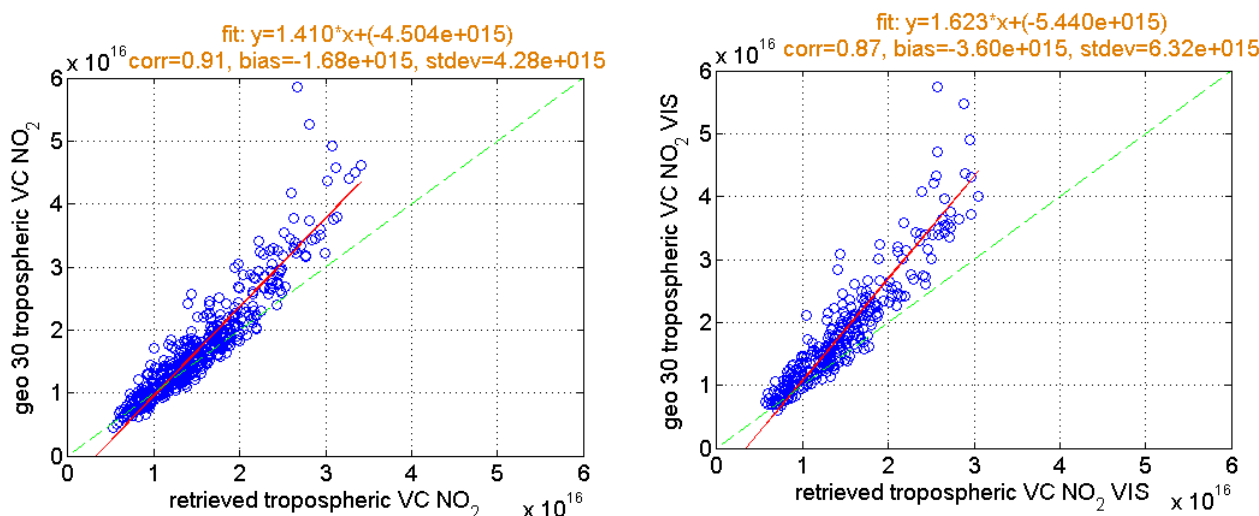 fit: y=1.410*x+(-4.504e+015)
x 10^16 corr=0.91, bias=-1.68e+015, stdev=4.28e+015
6
5
4
3
2
1
0
geo 30 tropospheric VC NO₂
0 1 2 3 4 5 6
retrieved tropospheric VC NO₂ x 10^16
fit: y=1.623*x+(-5.440e+015)
x 10^16 corr=0.87, bias=-3.60e+015, stdev=6.32e+015
6
5
4
3
2
1
0
geo 30 tropospheric VC NO₂ VIS
0 1 2 3 4 5 6
retrieved tropospheric VC NO₂ VIS x 10^16